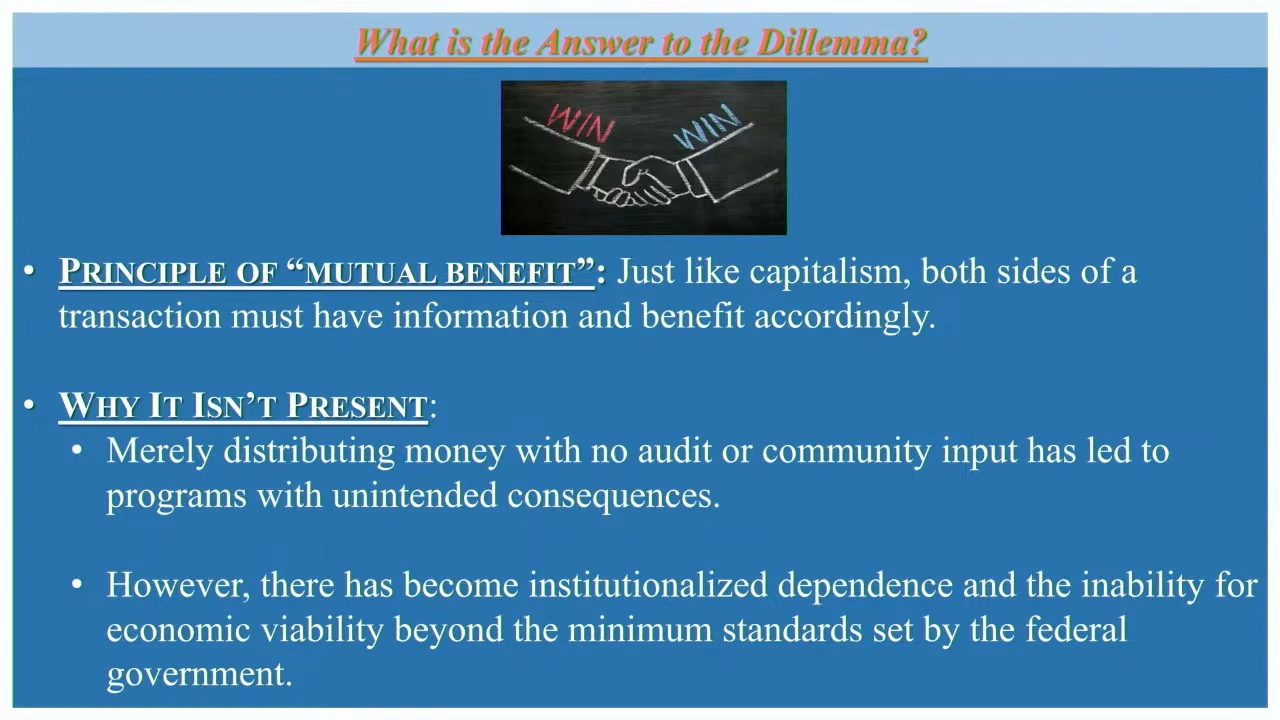 What is the Answer to the Dillemma?
WIN WIN
• PRINCIPLE OF “MUTUAL BENEFIT”: Just like capitalism, both sides of a
transaction must have information and benefit accordingly.
• WHY IT ISN’T PRESENT:
• Merely distributing money with no audit or community input has led to
programs with unintended consequences.
• However, there has become institutionalized dependence and the inability for
economic viability beyond the minimum standards set by the federal
government.